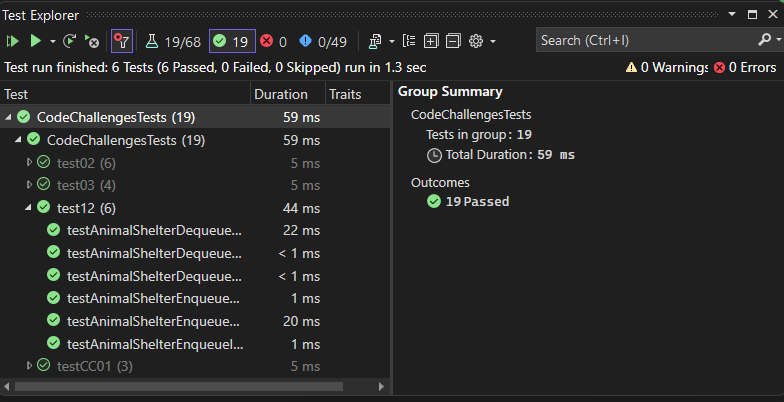 Test Explorer
19/68 19 0 0/49 Search (Ctrl+I)
Test run finished: 6 Tests (6 Passed, 0 Failed, 0 Skipped) run in 1.3 sec
0 Warnings 0 Errors
Test Duration Traits
CodeChallengesTests (19) 59 ms
CodeChallengesTests (19) 59 ms
test02 (6) 5 ms
test03 (4) 5 ms
test12 (6) 44 ms
testAnimalShelterDequeue... 22 ms
testAnimalShelterDequeue... < 1 ms
testAnimalShelterDequeue... < 1 ms
testAnimalShelterEnqueue... 1 ms
testAnimalShelterEnqueue... 20 ms
testAnimalShelterEnqueueI... 1 ms
testCC01 (3) 5 ms
Group Summary
CodeChallengesTests
Tests in group: 19
Total Duration: 59 ms
Outcomes
19 Passed